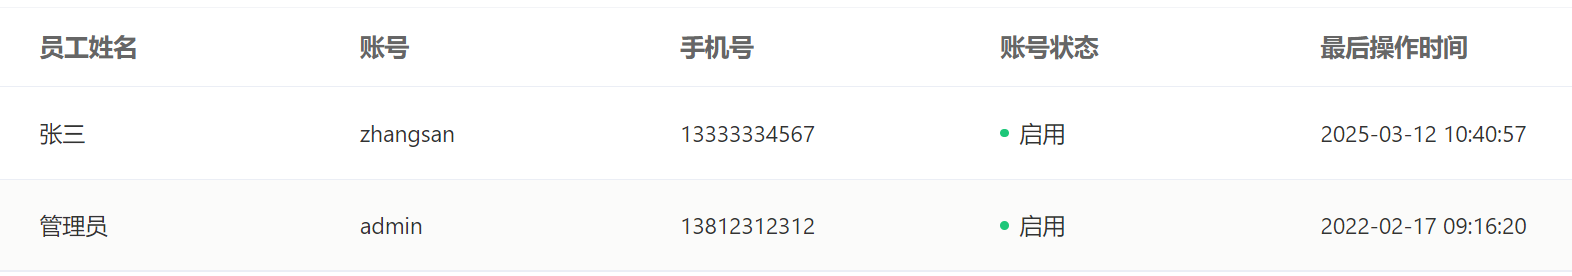 员工姓名 账号 手机号 账号状态 最后操作时间
张三 zhangsan 13333334567 启用 2025-03-12 10:40:57
管理员 admin 13812312312 启用 2022-02-17 09:16:20